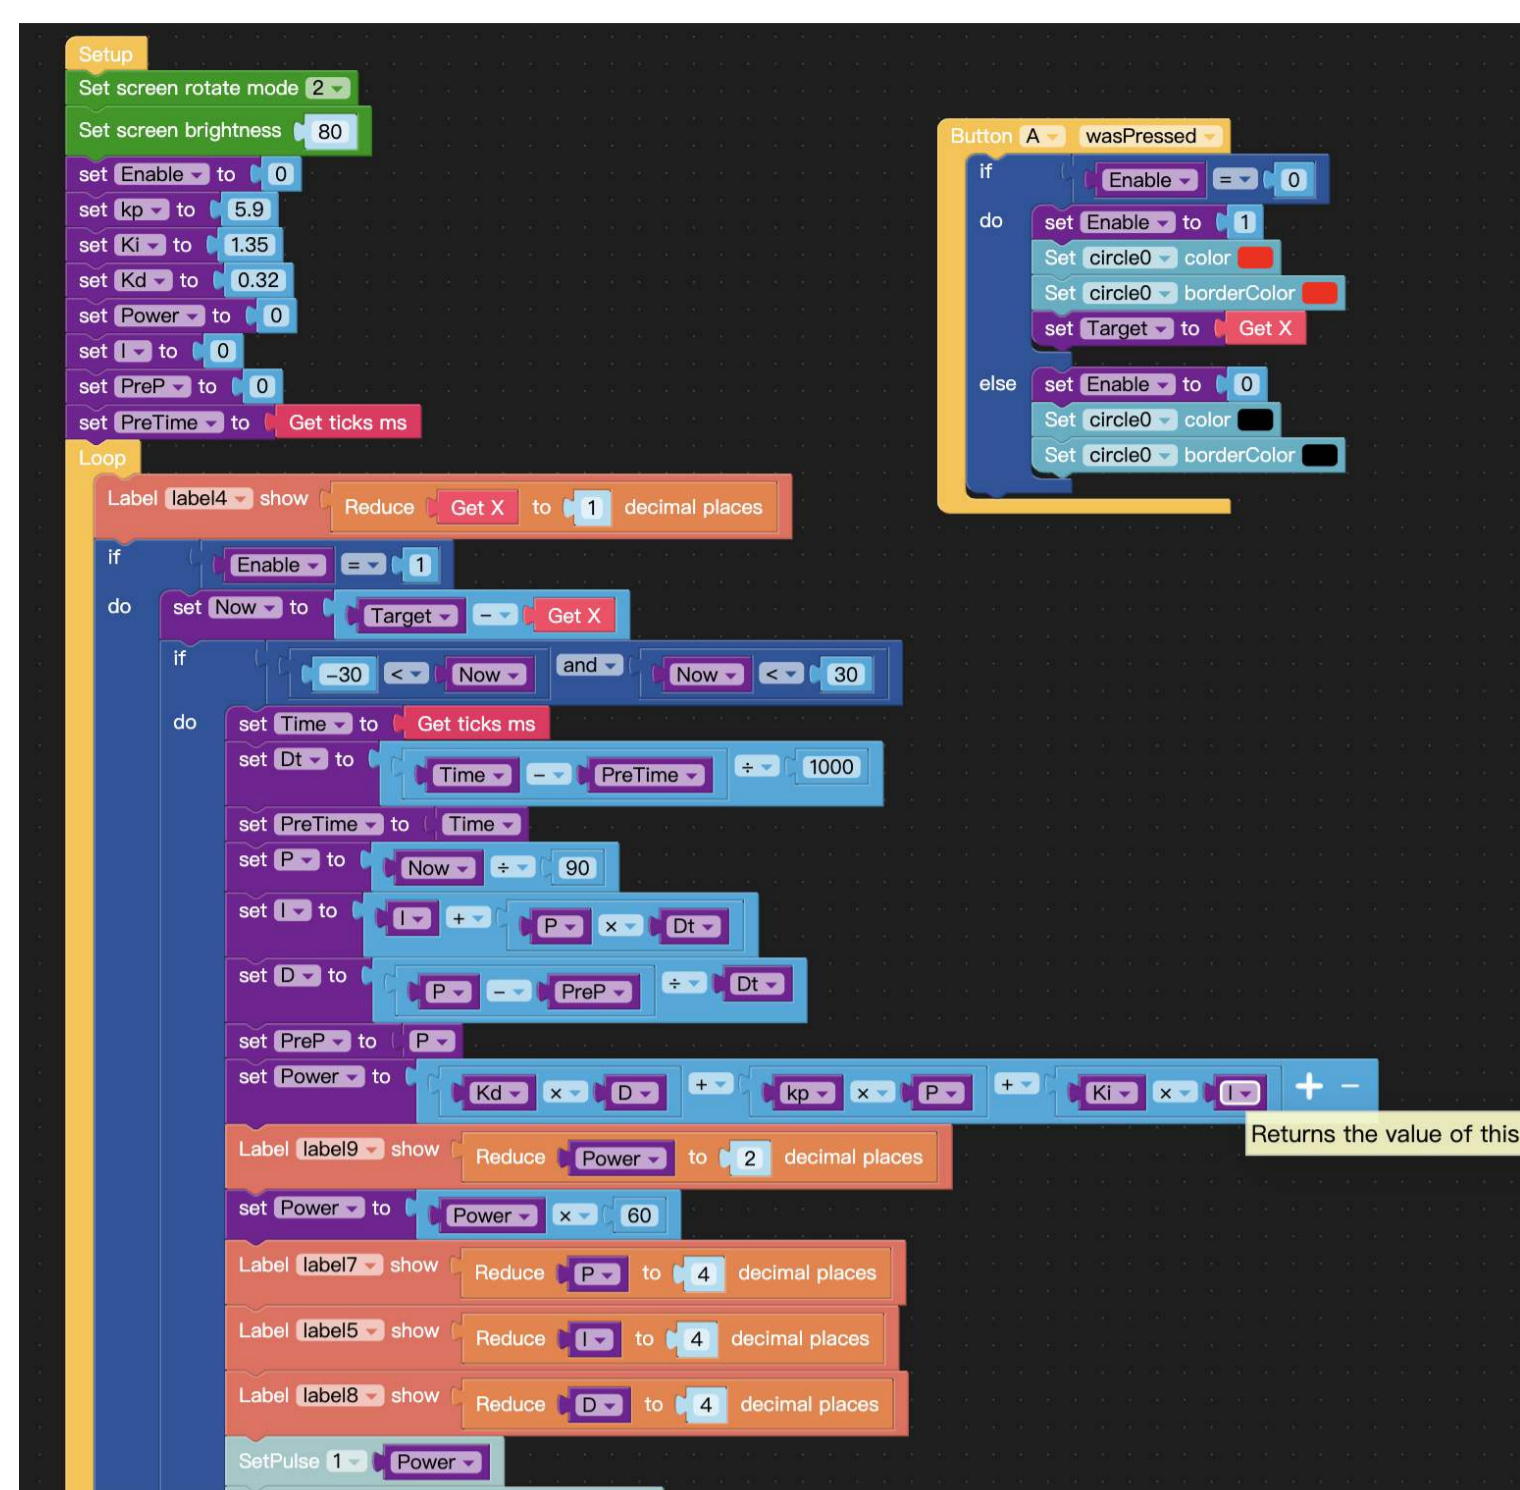 Setup
Set screen rotate mode 2
Set screen brightness 80
set Enable to 0
set kp to 5.9
set Ki to 1.35
set Kd to 0.32
set Power to 0
set I to 0
set PreP to 0
set PreTime to Get ticks ms
Loop
Label label4 show Reduce Get X to 1 decimal places
if Enable = 1
do set Now to Target - Get X
if -30 < Now and Now < 30
do set Time to Get ticks ms
set Dt to Time - PreTime ÷ 1000
set PreTime to Time
set P to Now ÷ 90
set I to I + P × Dt
set D to P - PreP ÷ Dt
set PreP to P
set Power to Kd × D + kp × P + Ki × I + −
Returns the value of this
Label label9 show Reduce Power to 2 decimal places
set Power to Power × 60
Label label7 show Reduce P to 4 decimal places
Label label5 show Reduce I to 4 decimal places
Label label8 show Reduce D to 4 decimal places
SetPulse 1 Power
Button A wasPressed
if Enable = 0
do set Enable to 1
Set circle0 color
Set circle0 borderColor
set Target to Get X
else set Enable to 0
Set circle0 color
Set circle0 borderColor